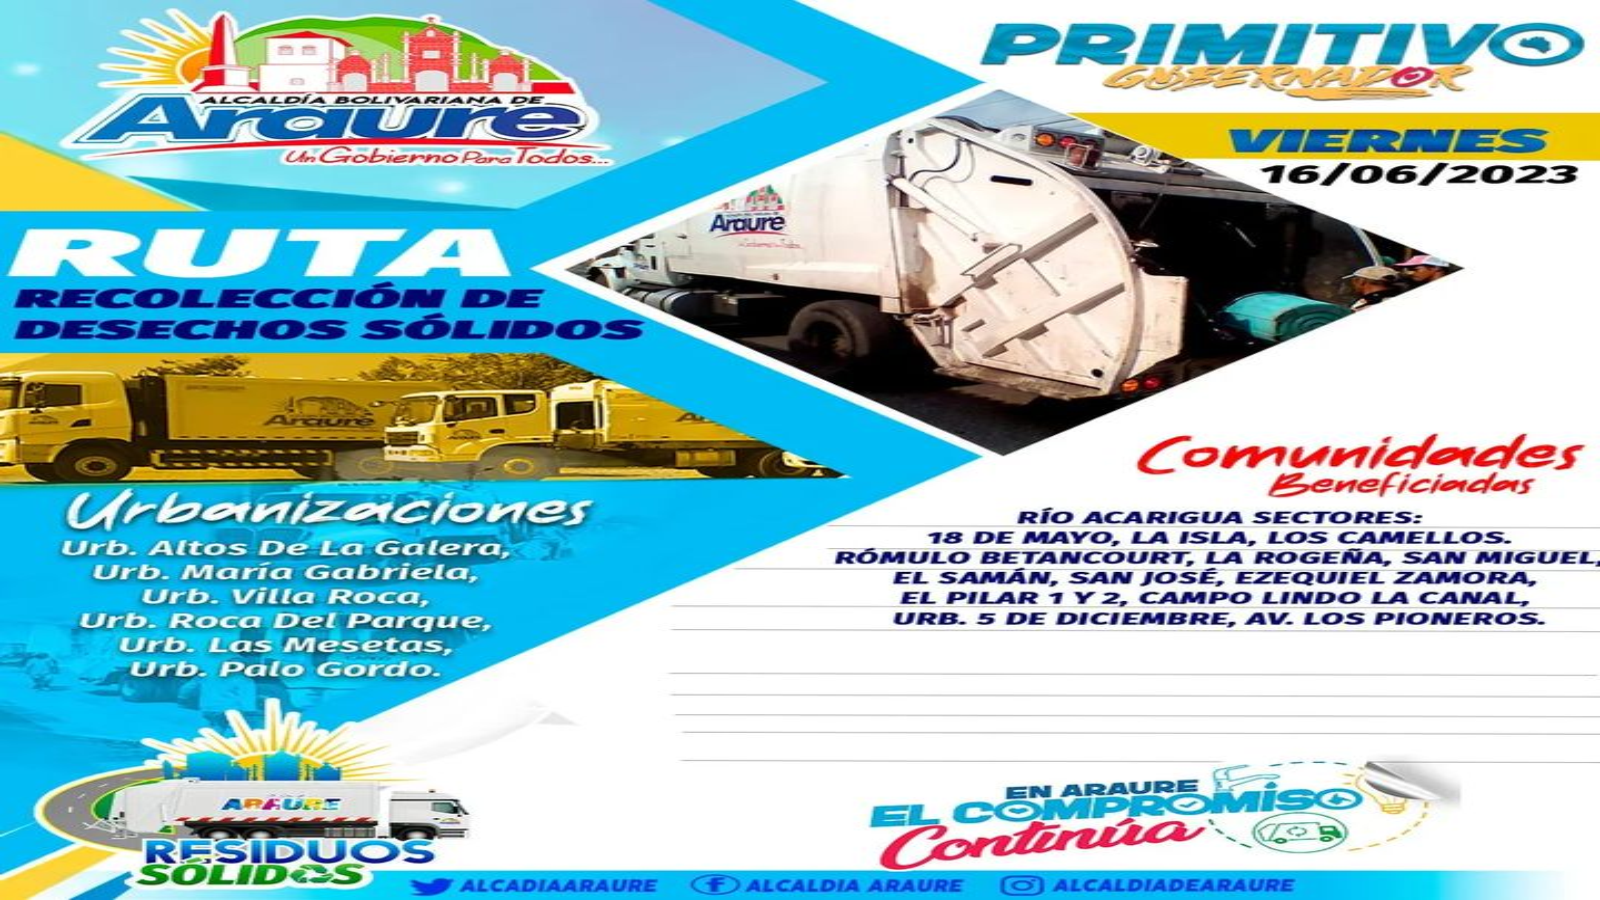 ALCALDÍA BOLIVARIANA DE
Araure
Un Gobierno Para Todos...
PRIMITIVO
GOBERNADOR
VIERNES
16/06/2023
RUTA
RECOLECCIÓN DE
DESECHOS SÓLIDOS
Araure
Araure
Urbanizaciones
Urb. Altos De La Galera,
Urb. María Gabriela,
Urb. Villa Roca,
Urb. Roca Del Parque,
Urb. Las Mesetas,
Urb. Palo Gordo.
Comunidades
Beneficiadas
RÍO ACARIGUA SECTORES:
18 DE MAYO, LA ISLA, LOS CAMELLOS.
RÓMULO BETANCOURT, LA ROGEÑA, SAN MIGUEL,
EL SAMÁN, SAN JOSÉ, EZEQUIEL ZAMORA,
EL PILAR 1 Y 2, CAMPO LINDO LA CANAL,
URB. 5 DE DICIEMBRE, AV. LOS PIONEROS.
ARAURE
RESIDUOS
SÓLIDOS
EN ARAURE
EL COMPROMISO
Continúa
ALCADIAARAURE
ALCALDIA ARAURE
ALCALDIADEARAURE